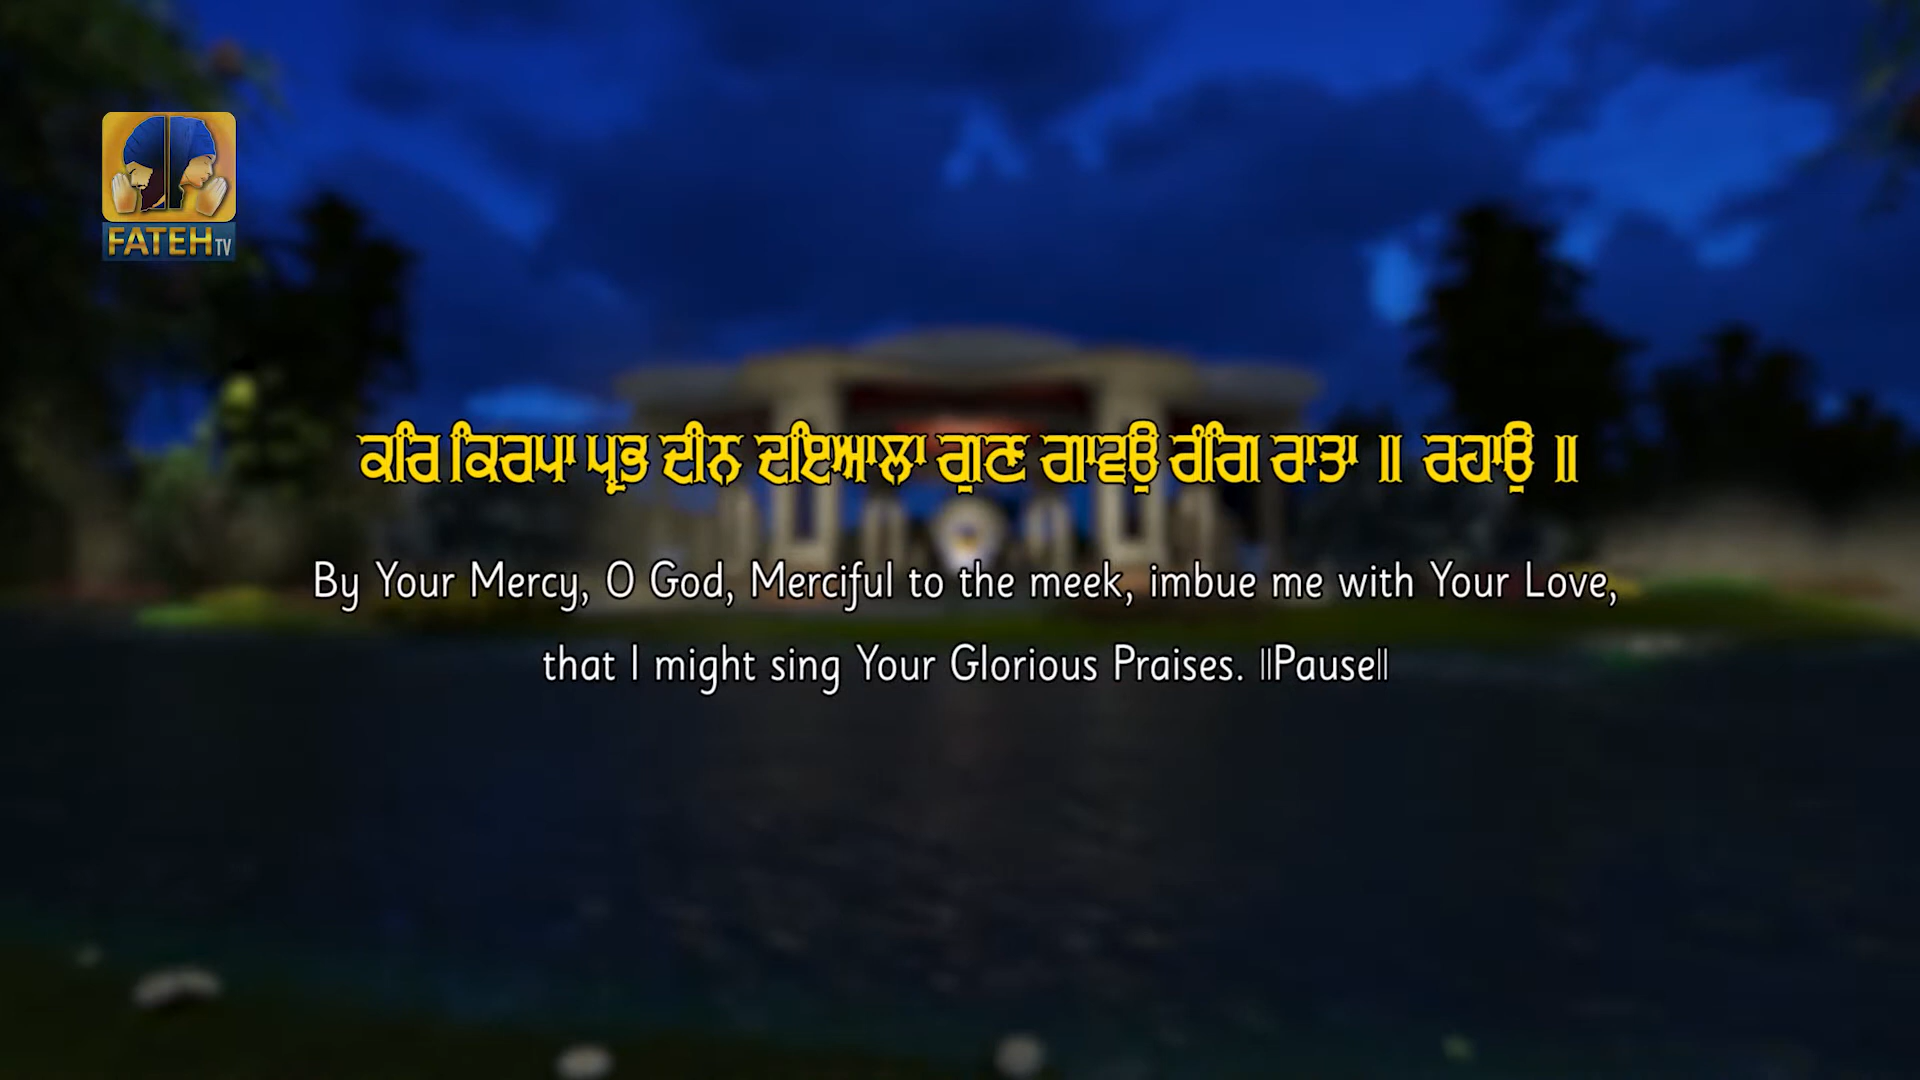 FATEH TV
ਕਰਿ ਕਿਰਪਾ ਪ੍ਰਭ ਦੀਨ ਦਇਆਲਾ ਗੁਣ ਗਾਵਉ ਰੰਗਿ ਰਾਤਾ ॥ ਰਹਾਉ ॥
By Your Mercy, O God, Merciful to the meek, imbue me with Your Love,
that I might sing Your Glorious Praises. ||Pause||